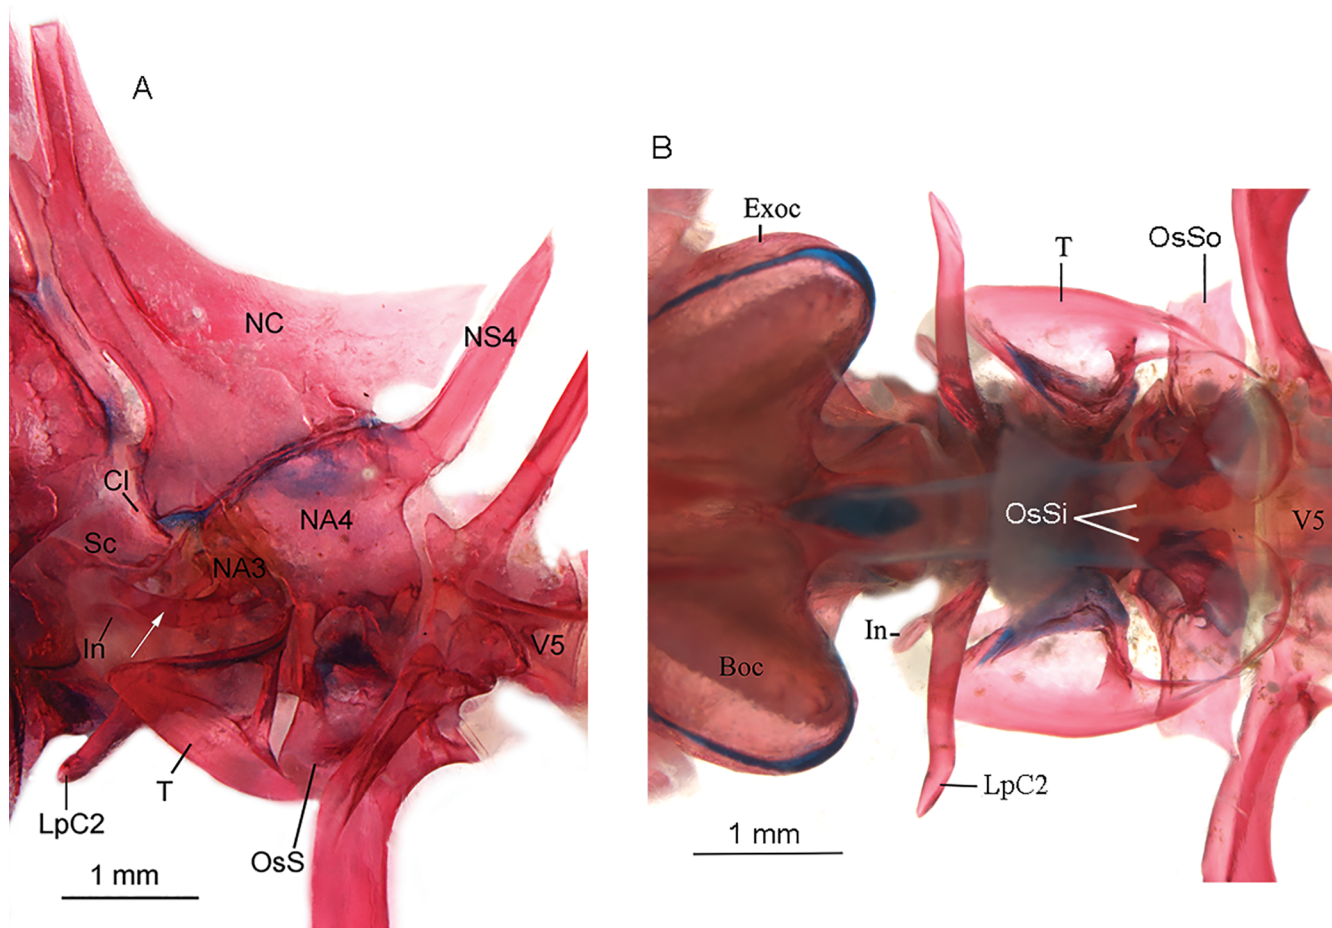 A
NC
NS4
Cl
Sc
NA4
NA3
In
V5
T
LpC2
OsS
1 mm
B
Exoc
T
OsSo
OsSi
V5
In
Boc
LpC2
1 mm